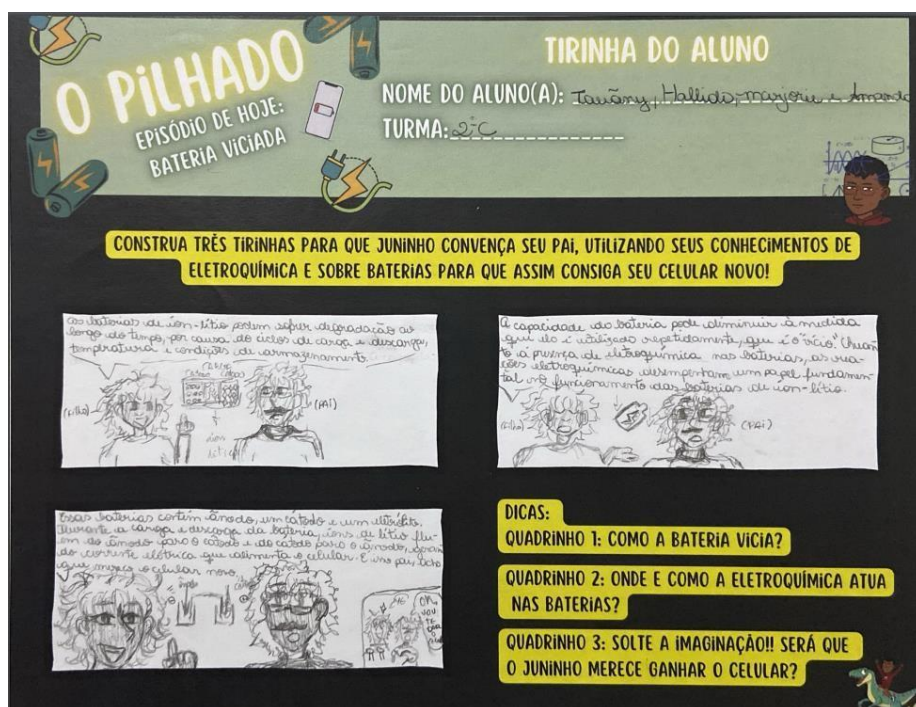 O PILHADO
EPISÓDIO DE HOJE:
BATERIA VICIADA
TIRINHA DO ALUNO
NOME DO ALUNO(A): Tauãny, Hallida, marjorie e Amanda
TURMA: 2ºC
CONSTRUA TRÊS TIRINHAS PARA QUE JUNINHO CONVENÇA SEU PAI, UTILIZANDO SEUS CONHECIMENTOS DE
ELETROQUÍMICA E SOBRE BATERIAS PARA QUE ASSIM CONSIGA SEU CELULAR NOVO!
as baterias de íon-lítio podem sofrer degradação ao
longo do tempo, por causa do ciclos de carga e descarga,
temperatura e condições de armazenamento.
(Filho)
(PAi)
A capacidade da bateria pode diminuir à medida
que ela é utilizada repetidamente, que é o "vício". Quan
to a presença de eletroquímica nas baterias, as rea-
ções eletroquímicas desempenham um papel fundamen-
tal no funcionamento das baterias de íon-lítio.
(Filho)
(PAi)
Essas baterias contém ânodo, um cátodo e um eletrólito.
Durante a carga e descarga da bateria, íons de lítio flu-
em do ânodo para o cátodo e do cátodo para o ânodo, geran
do corrente elétrica que alimenta o celular. E ino pai, acho
que mereço o celular novo.
DICAS:
QUADRINHO 1: COMO A BATERIA VICIA?
QUADRINHO 2: ONDE E COMO A ELETROQUÍMICA ATUA
NAS BATERIAS?
QUADRINHO 3: SOLTE A IMAGINAÇÃO!! SERÁ QUE
O JUNINHO MERECE GANHAR O CELULAR?